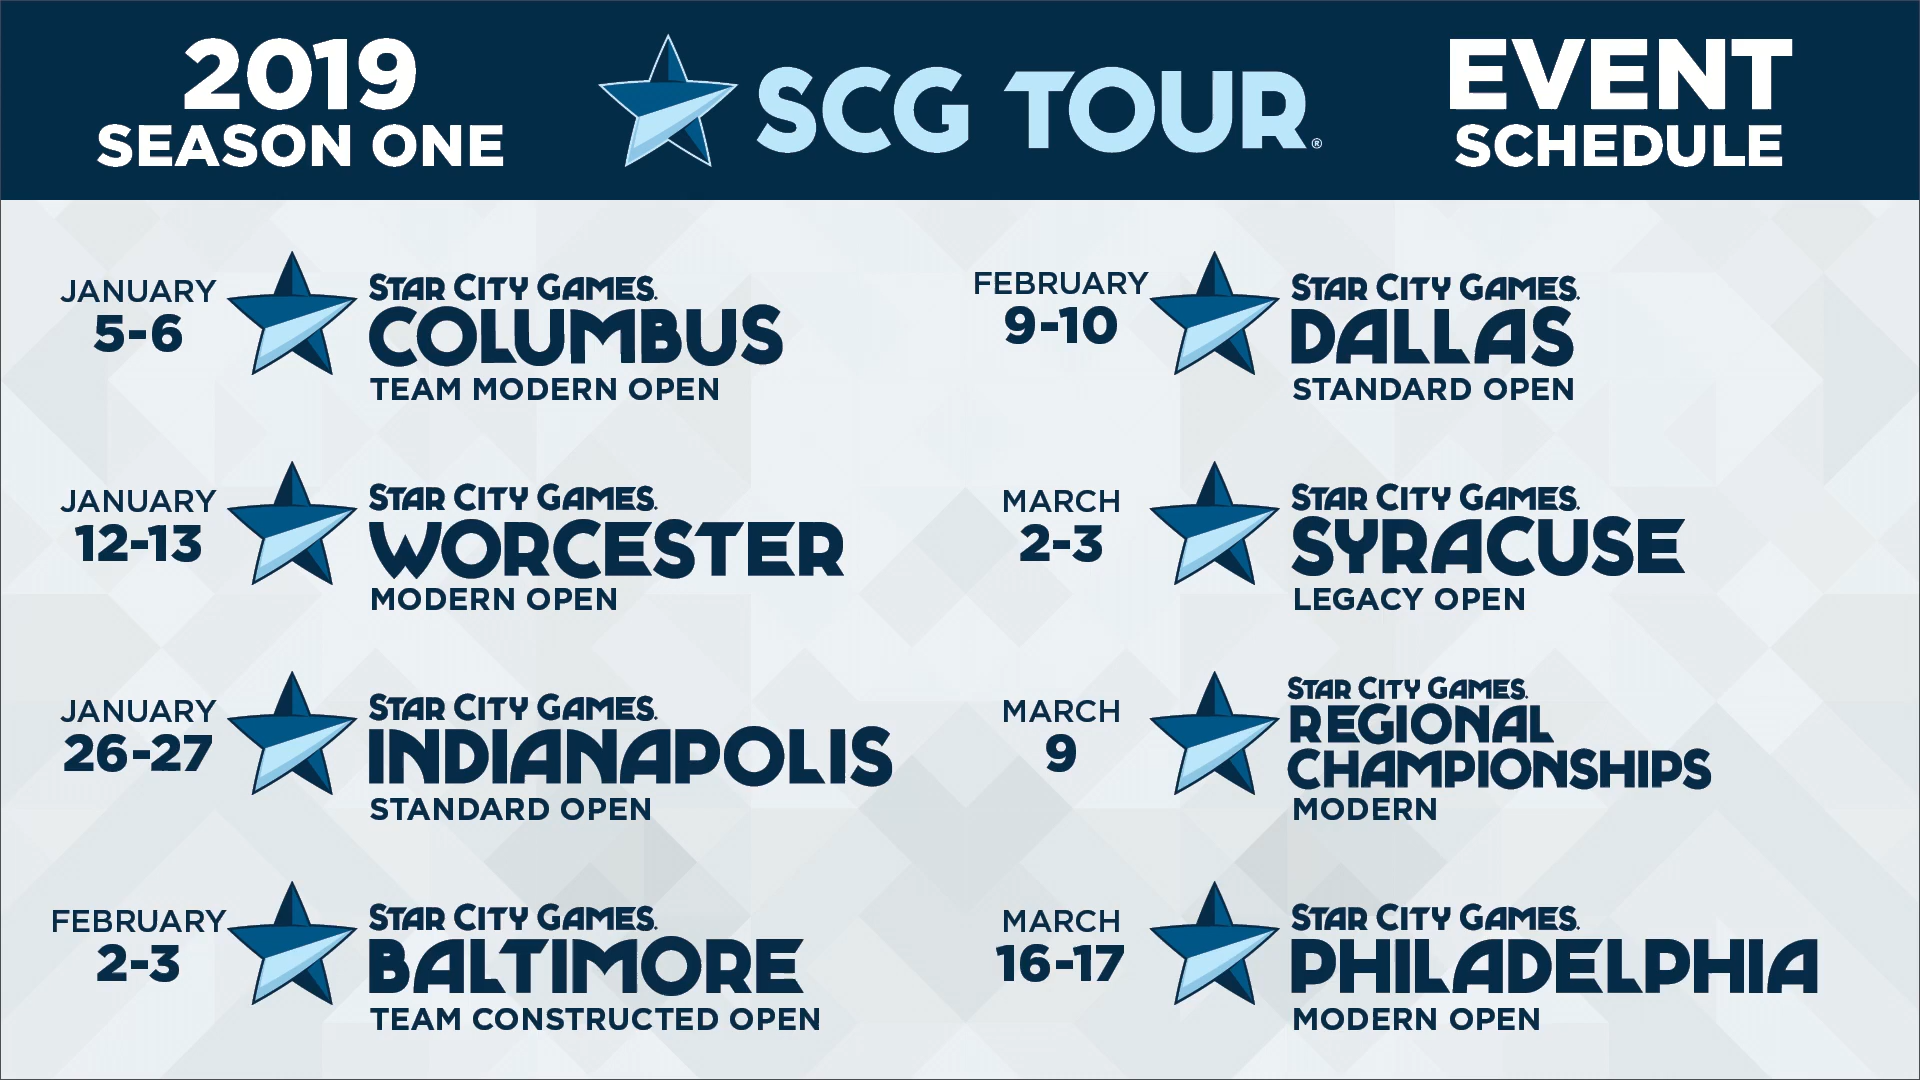 2019
SEASON ONE
SCG TOUR®
EVENT
SCHEDULE
JANUARY
5-6
STAR CITY GAMES.
COLUMBUS
TEAM MODERN OPEN
JANUARY
12-13
STAR CITY GAMES.
WORCESTER
MODERN OPEN
JANUARY
26-27
STAR CITY GAMES.
INDIANAPOLIS
STANDARD OPEN
FEBRUARY
2-3
STAR CITY GAMES.
BALTIMORE
TEAM CONSTRUCTED OPEN
FEBRUARY
9-10
STAR CITY GAMES.
DALLAS
STANDARD OPEN
MARCH
2-3
STAR CITY GAMES.
SYRACUSE
LEGACY OPEN
MARCH
9
STAR CITY GAMES.
REGIONAL
CHAMPIONSHIPS
MODERN
MARCH
16-17
STAR CITY GAMES.
PHILADELPHIA
MODERN OPEN